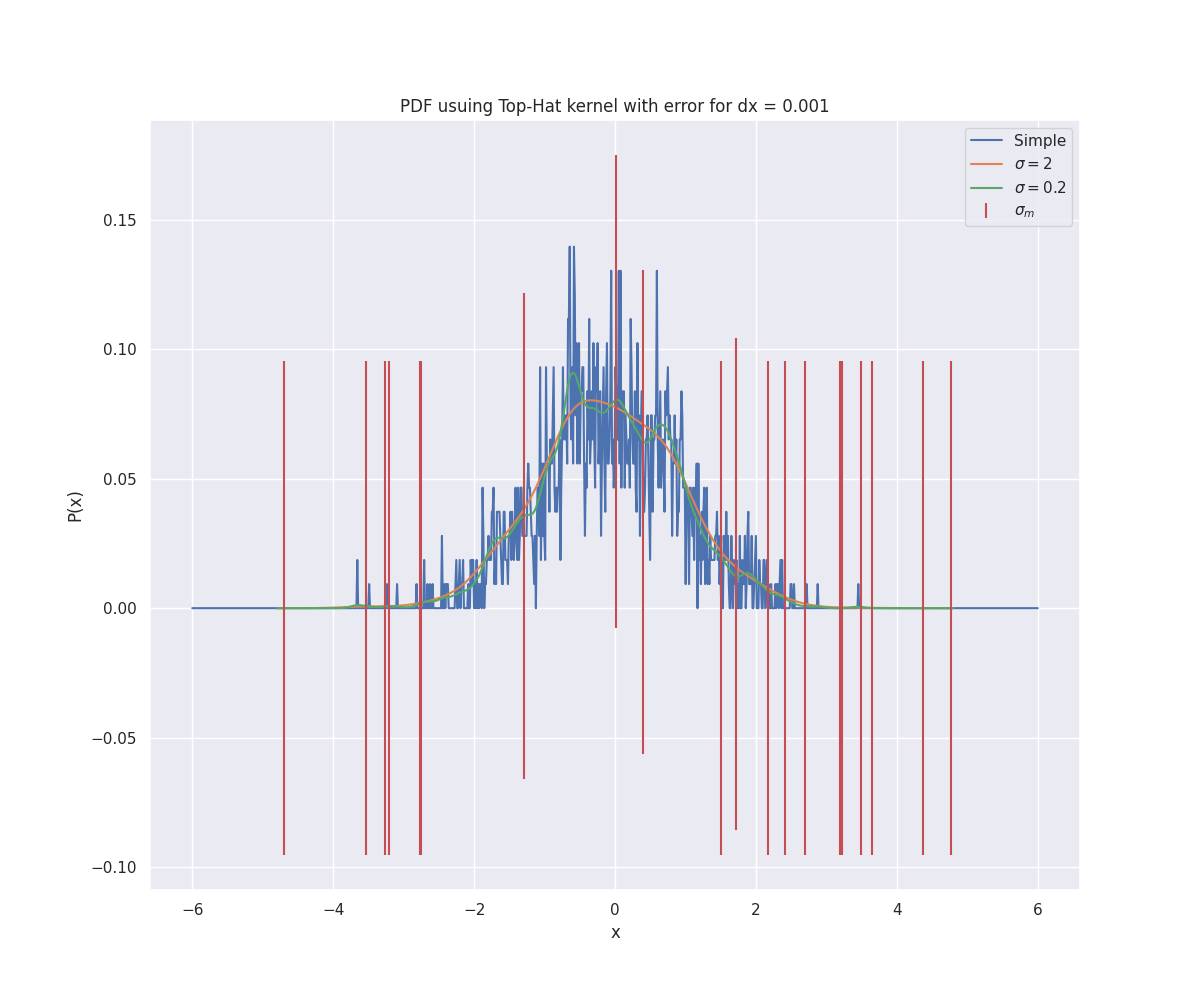 PDF usuing Top-Hat kernel with error for dx = 0.001
Simple
σ = 2
σ = 0.2
σₘ
P(x)
0.15
0.10
0.05
0.00
−0.05
−0.10
−6
−4
−2
0
2
4
6
x